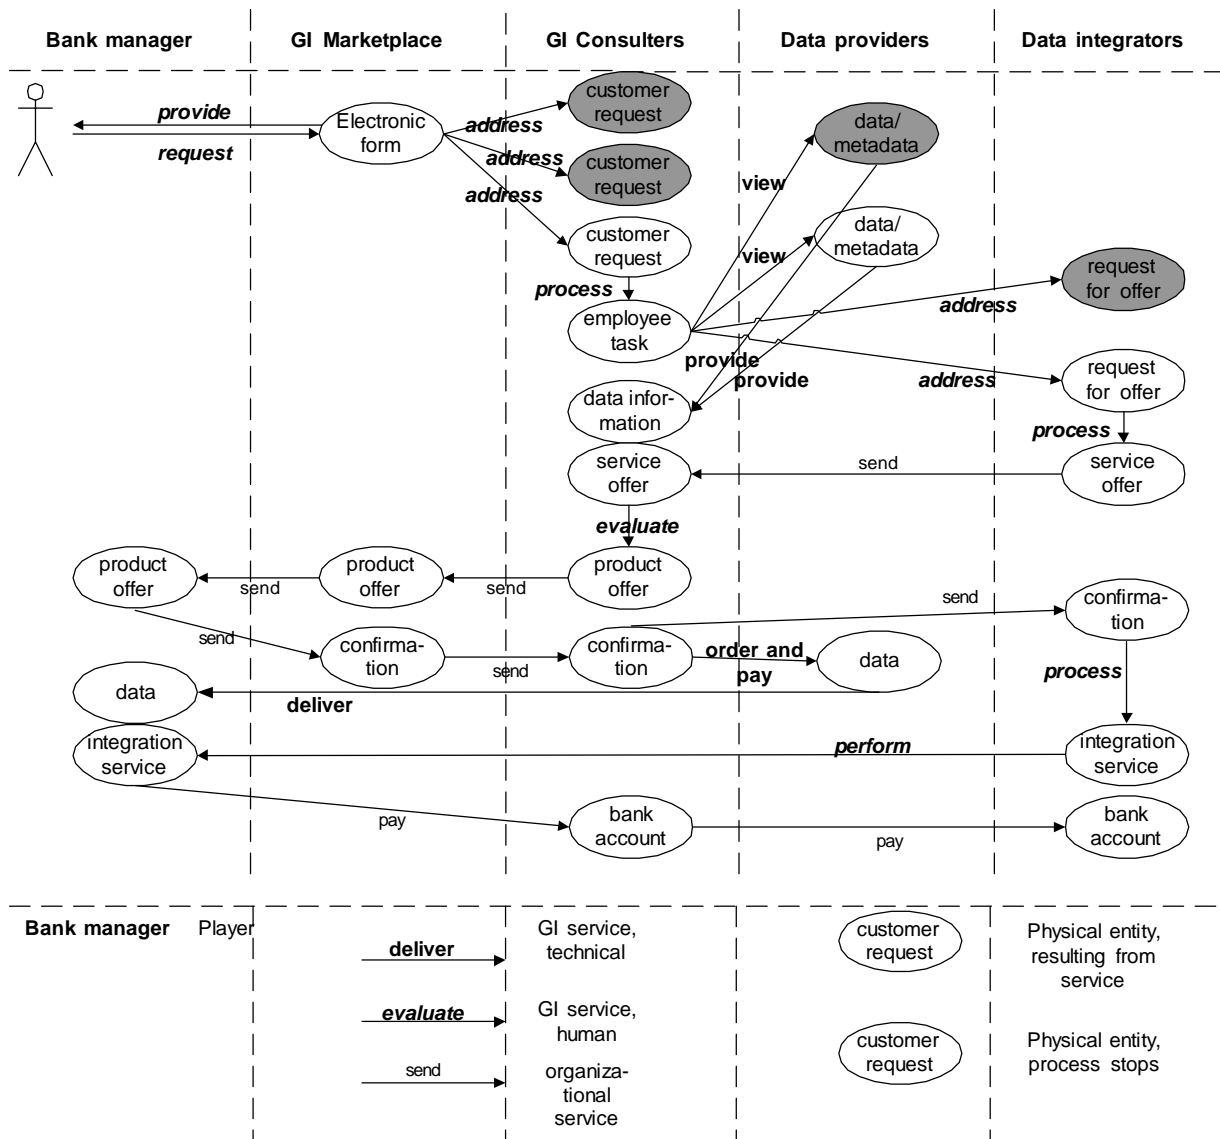 Bank manager
GI Marketplace
GI Consulters
Data providers
Data integrators
provide
request
Electronic
form
address
address
address
customer
request
customer
request
customer
request
process
employee
task
view
view
data/
metadata
data/
metadata
provide
provide
address
address
request
for offer
request
for offer
process
data infor-
mation
service
offer
send
service
offer
evaluate
product
offer
send
product
offer
send
product
offer
send
confirma-
tion
send
confirma-
tion
send
confirma-
tion
order and
pay
data
process
data
deliver
integration
service
perform
integration
service
pay
bank
account
pay
bank
account
Bank manager Player
deliver
GI service,
technical
customer
request
Physical entity,
resulting from
service
evaluate
GI service,
human
customer
request
Physical entity,
process stops
send
organiza-
tional
service